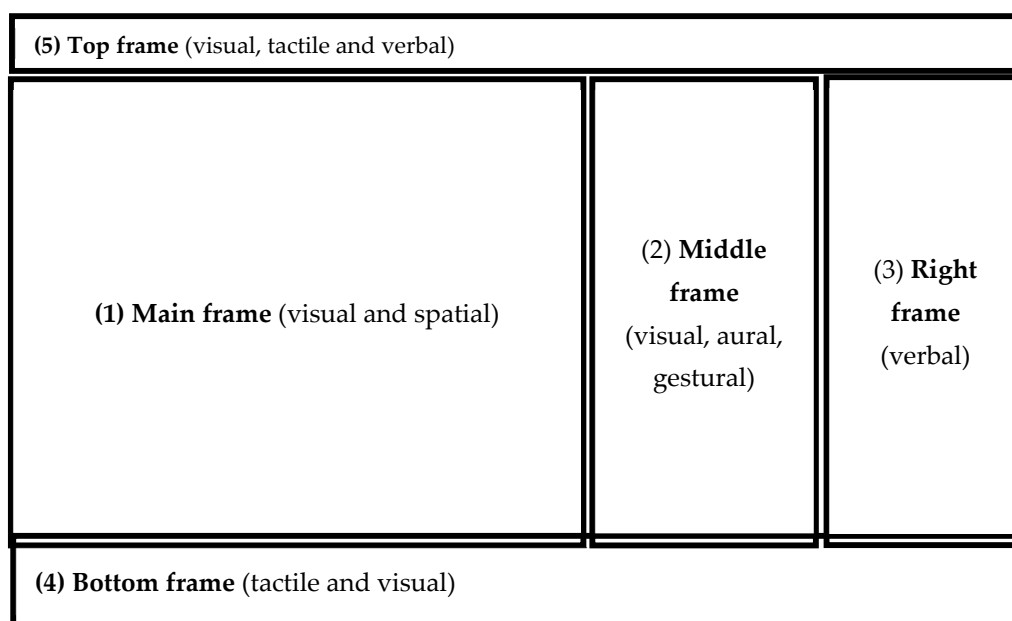 (5) Top frame (visual, tactile and verbal)
(1) Main frame (visual and spatial)
(2) Middle
frame
(visual, aural,
gestural)
(3) Right
frame
(verbal)
(4) Bottom frame (tactile and visual)